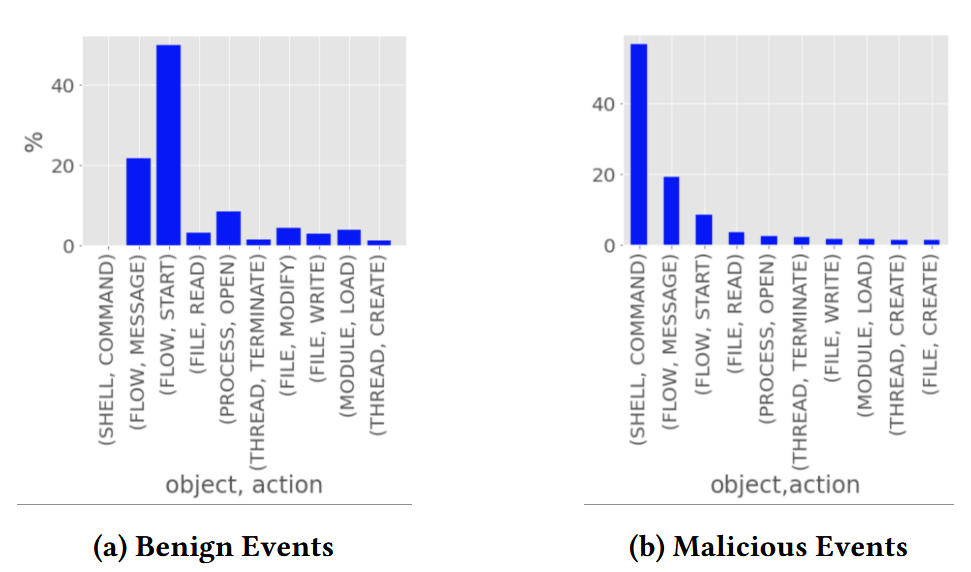 %
40
20
0
(SHELL, COMMAND)
(FLOW, MESSAGE)
(FLOW, START)
(FILE, READ)
(PROCESS, OPEN)
(THREAD, TERMINATE)
(FILE, MODIFY)
(FILE, WRITE)
(MODULE, LOAD)
(THREAD, CREATE)
object, action
(a) Benign Events
40
20
0
(SHELL, COMMAND)
(FLOW, MESSAGE)
(FLOW, START)
(FILE, READ)
(PROCESS, OPEN)
(THREAD, TERMINATE)
(FILE, WRITE)
(MODULE, LOAD)
(THREAD, CREATE)
(FILE, CREATE)
object,action
(b) Malicious Events